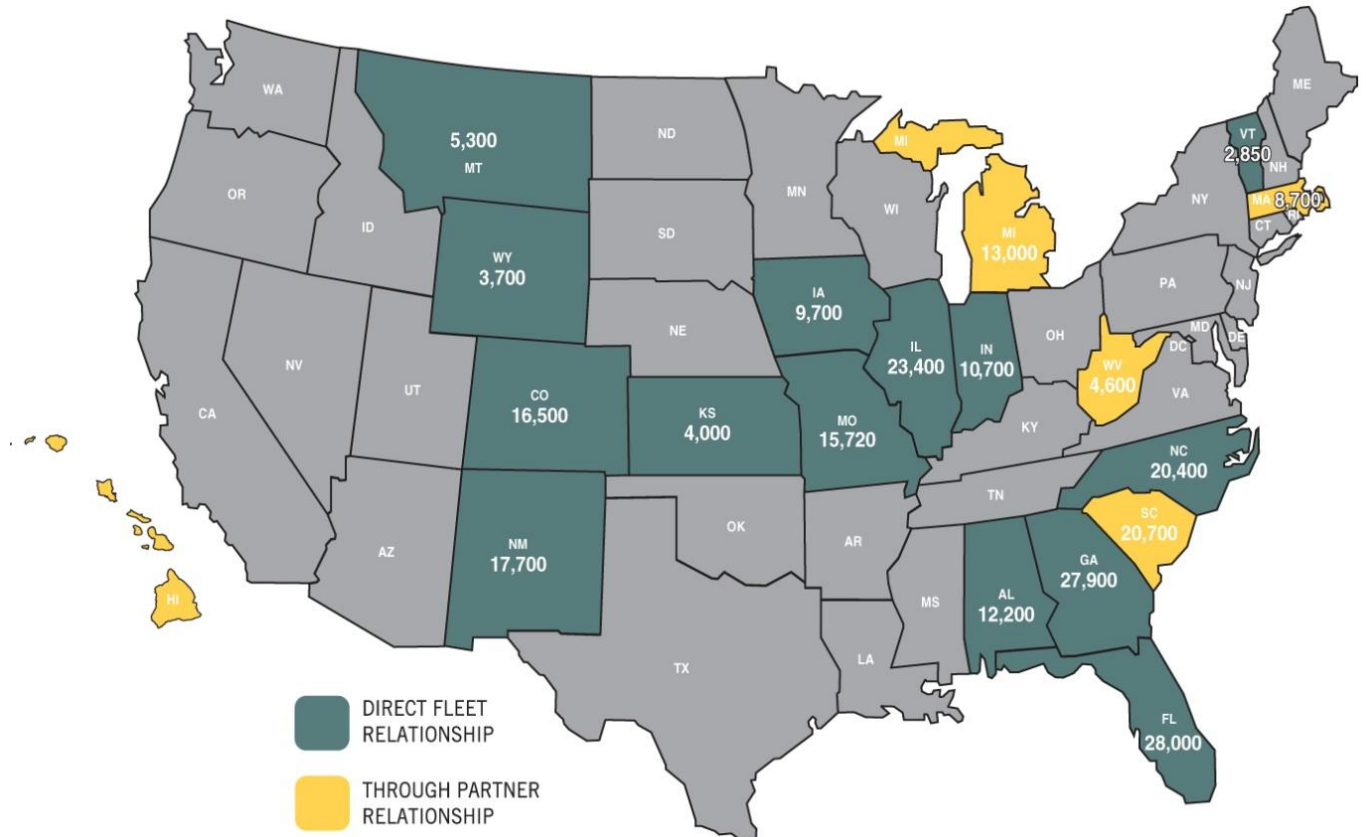 WA
OR
CA
NV
ID
5,300
MT
WY
3,700
UT
AZ
CO
16,500
NM
17,700
ND
SD
NE
KS
4,000
OK
TX
MN
IA
9,700
MO
15,720
AR
LA
WI
IL
23,400
MS
MI
MI
13,000
IN
10,700
OH
KY
TN
AL
12,200
GA
27,900
FL
28,000
SC
20,700
NC
20,400
VA
WV
4,600
DC
MD
DE
PA
NJ
NY
CT
RI
MA 8,700
VT
2,850
NH
ME
HI
DIRECT FLEET
RELATIONSHIP
THROUGH PARTNER
RELATIONSHIP